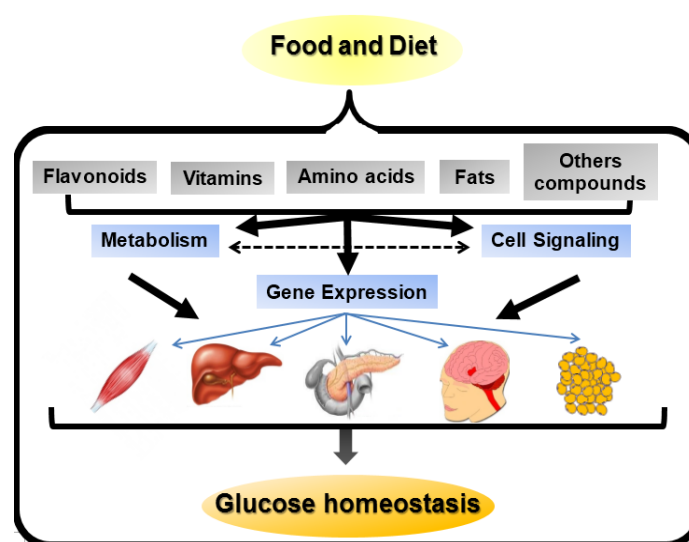 Food and Diet
Flavonoids
Vitamins
Amino acids
Fats
Others
compounds
Metabolism
Cell Signaling
Gene Expression
Glucose homeostasis